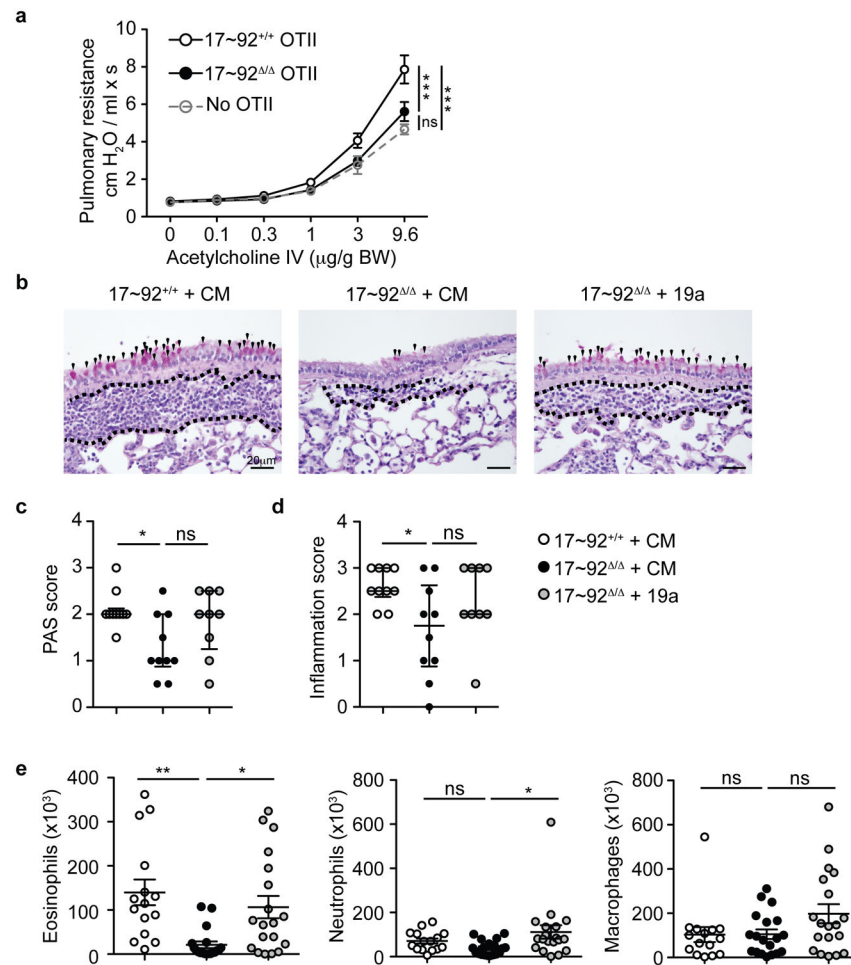 a
Pulmonary resistance
cm H₂O / ml x s
10
8
6
4
2
0
17~92⁺/⁺ OTII
17~92Δ/Δ OTII
No OTII
***
***
ns
0 0.1 0.3 1 3 9.6
Acetylcholine IV (μg/g BW)
b
17~92⁺/⁺ + CM 17~92Δ/Δ + CM 17~92Δ/Δ + 19a
20μm
c
PAS score
4
3
2
1
0
* ns
d
Inflammation score
4
3
2
1
0
* ns
17~92⁺/⁺ + CM
17~92Δ/Δ + CM
17~92Δ/Δ + 19a
e
Eosinophils (x10³)
400
300
200
100
0
** *
Neutrophils (x10³)
800
600
400
200
0
ns *
Macrophages (x10³)
800
600
400
200
0
ns ns